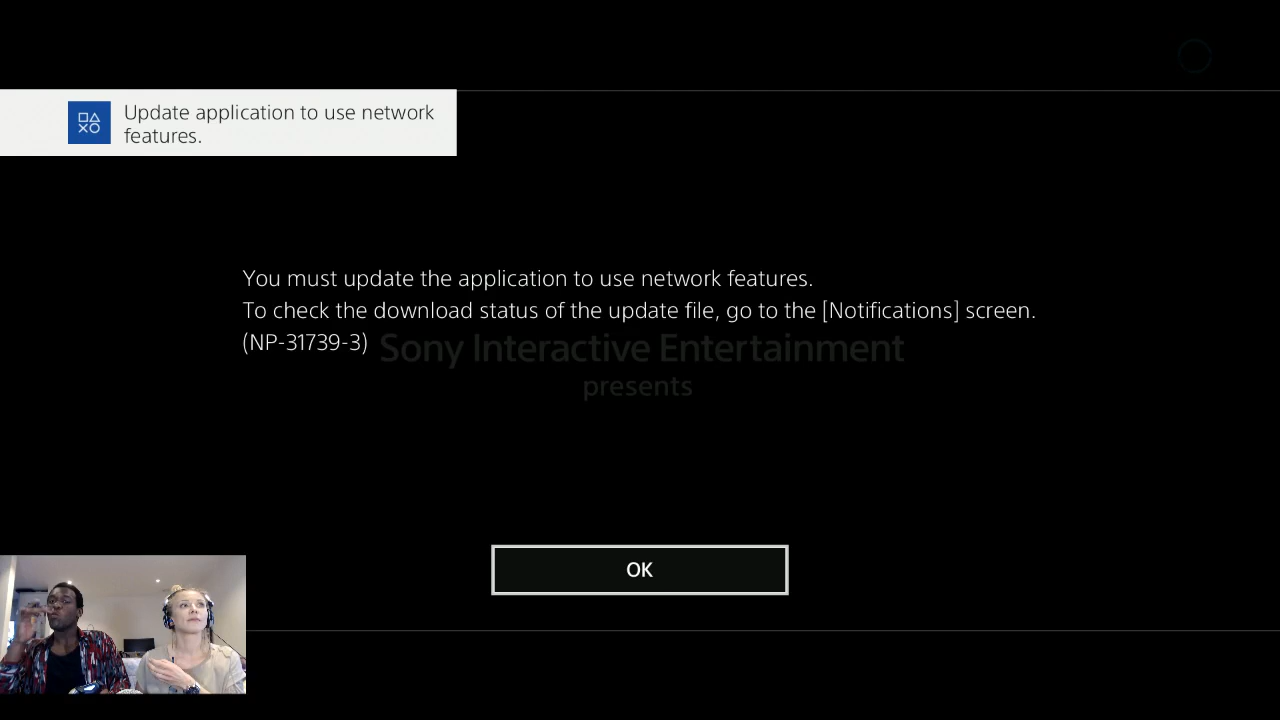 Update application to use network
features.
You must update the application to use network features.
To check the download status of the update file, go to the [Notifications] screen.
(NP-31739-3)
Sony Interactive Entertainment
presents
OK